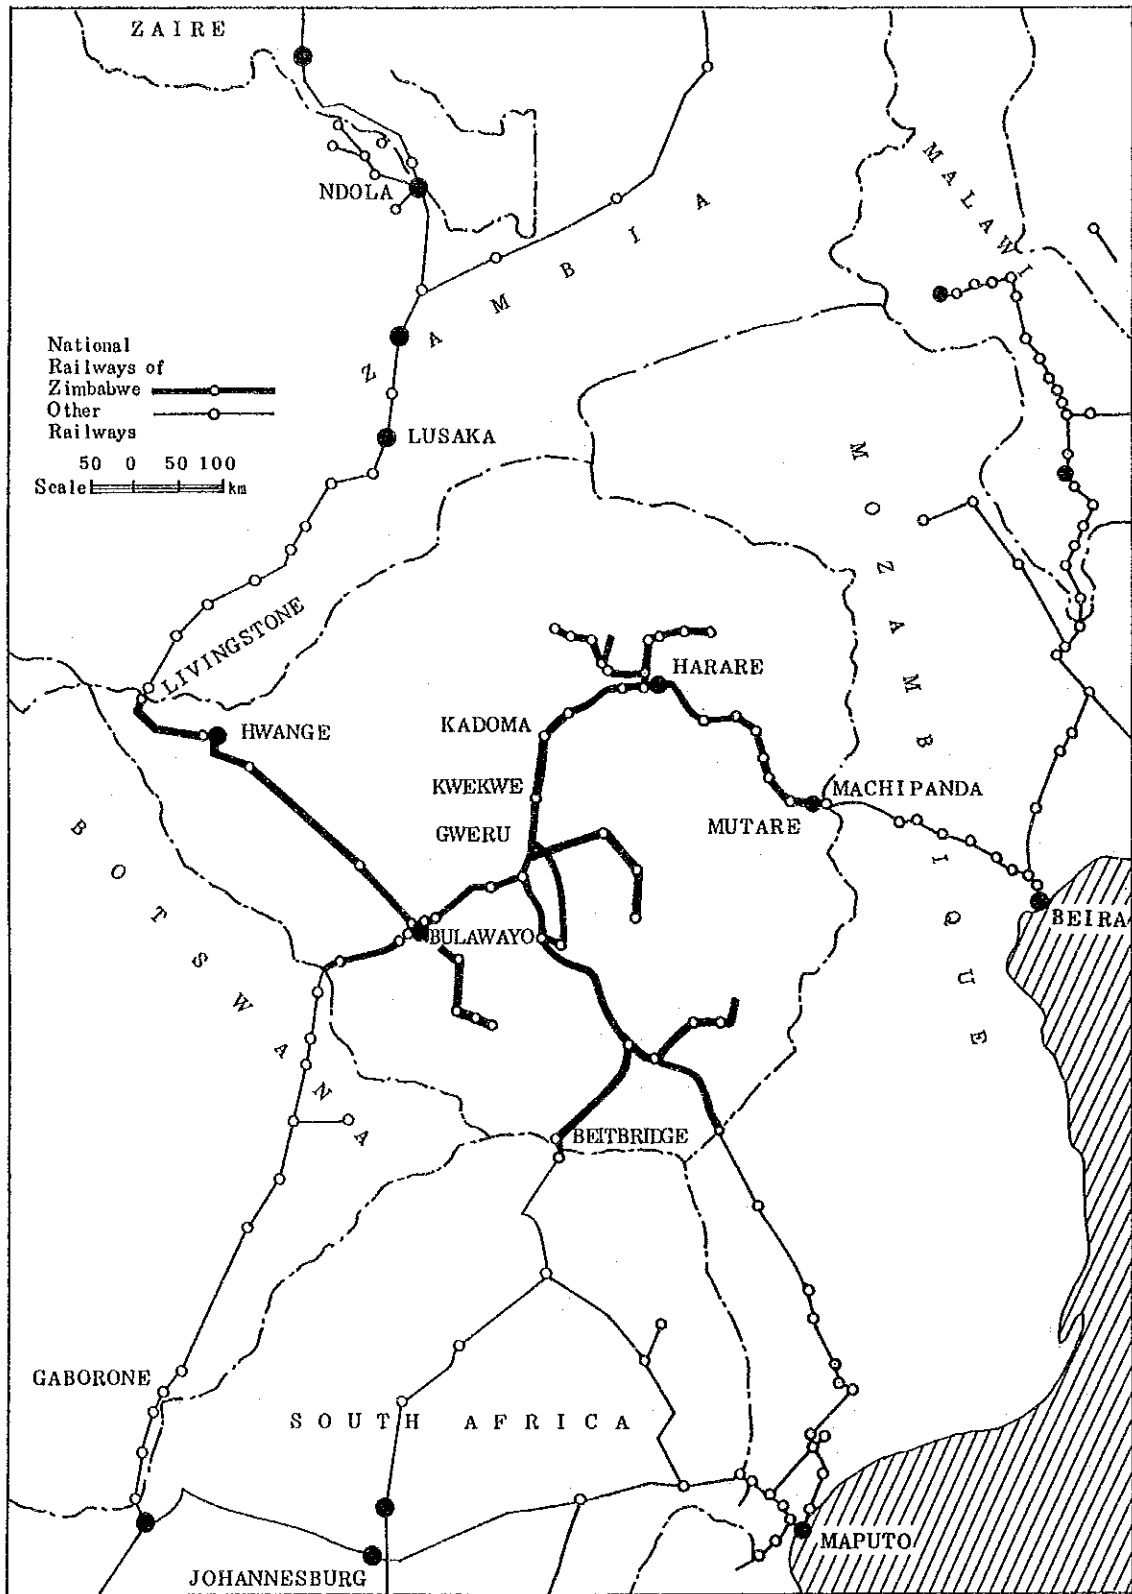 ZAIRE
MALAWI
NDOLA
ZAMBIA
National
Railways of
Zimbabwe
Other
Railways
50 0 50 100
Scale km
LUSAKA
MOZAMBIQUE
LIVINGSTONE
HARARE
HWANGE
KADOMA
KWEKWE
MACHIPANDA
GWERU
MUTARE
BOTSWANA
BEIRA
BULAWAYO
BEITBRIDGE
GABORONE
SOUTH AFRICA
MAPUTO
JOHANNESBURG